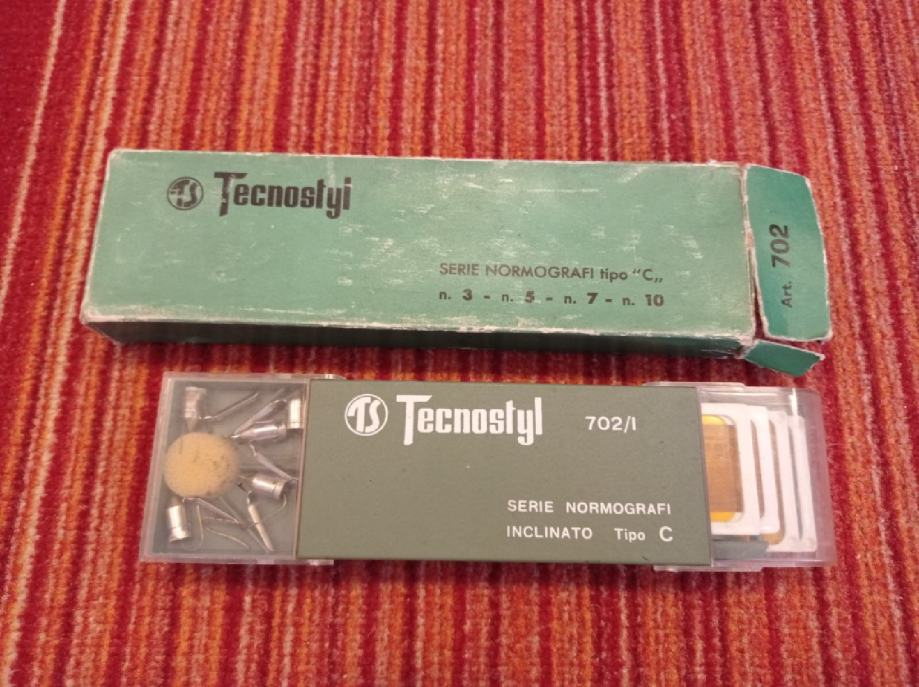 TS Tecnostyl
SERIE NORMOGRAFI tipo “C„
n. 3 - n. 5 - n. 7 - n. 10
Art. 702
TS Tecnostyl 702/I
SERIE NORMOGRAFI
INCLINATO Tipo C